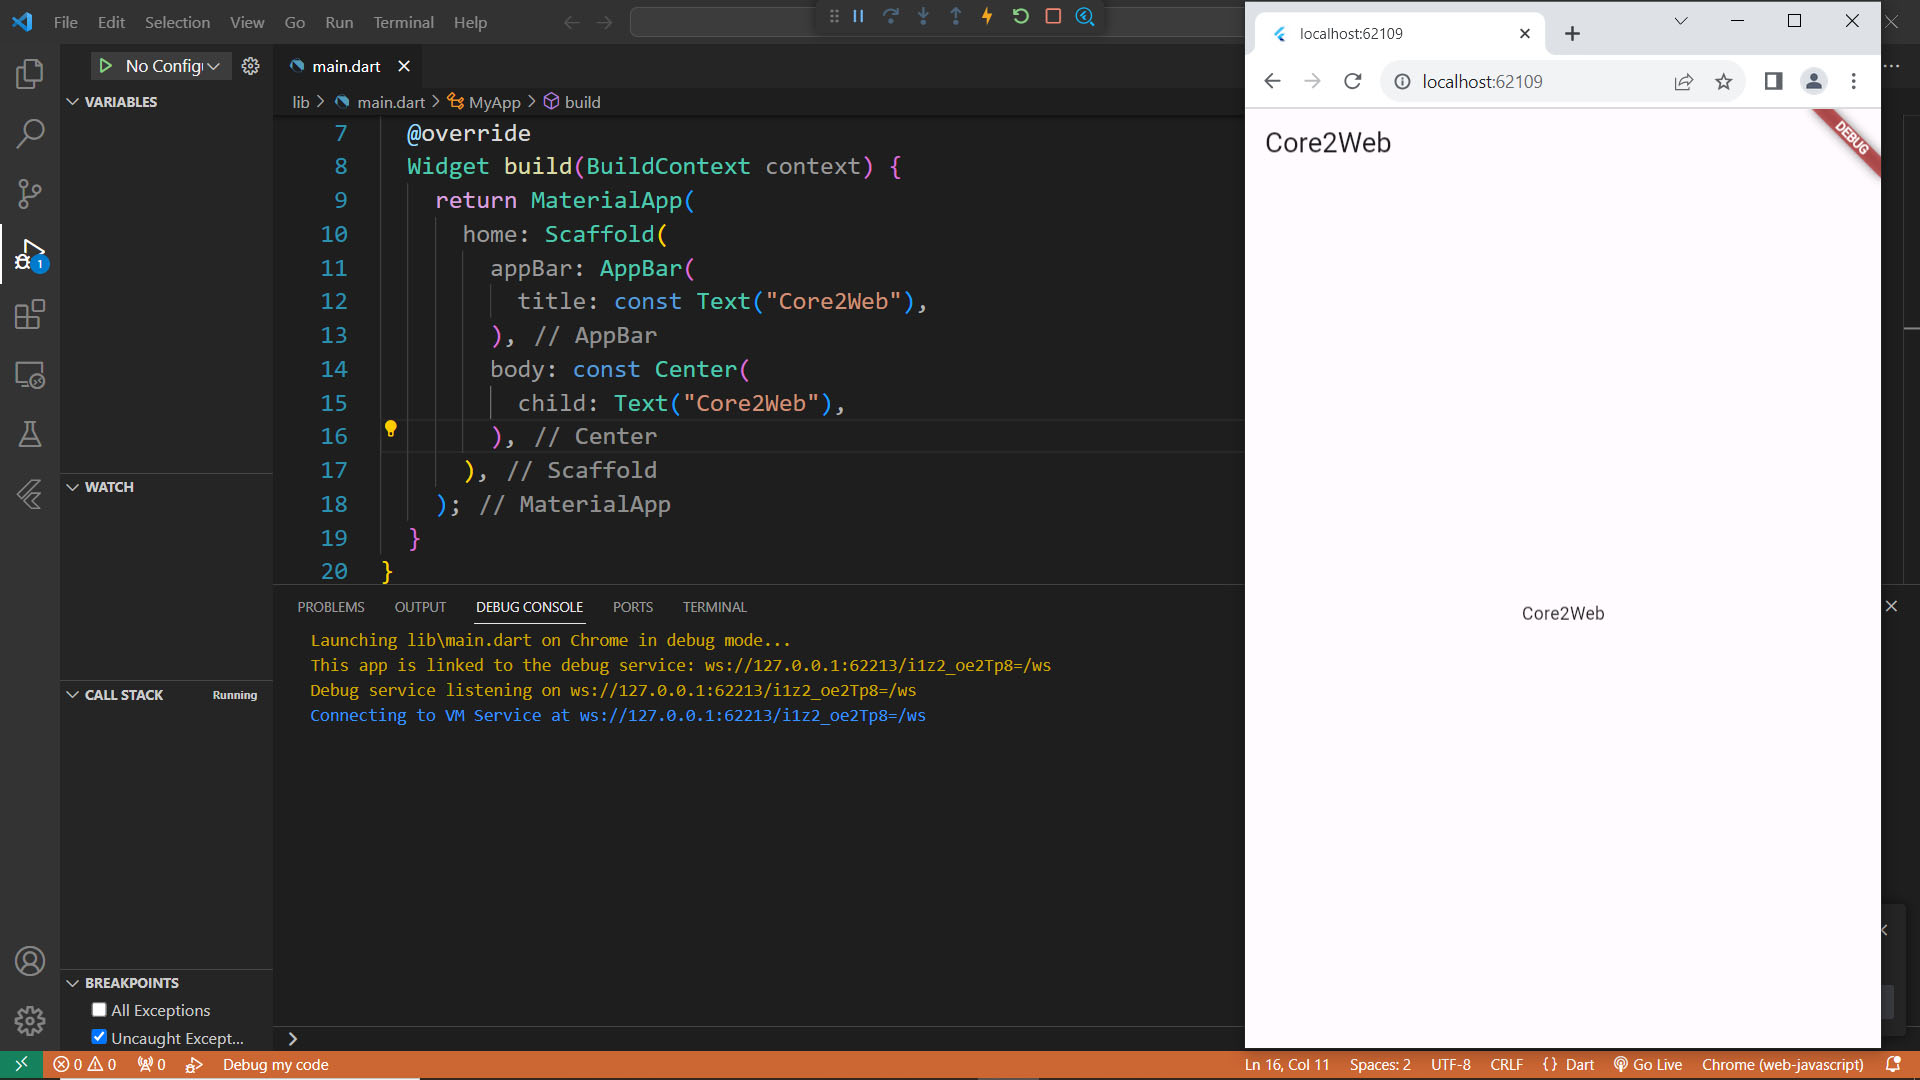 File Edit Selection View Go Run Terminal Help
No Config
VARIABLES
WATCH
CALL STACK Running
BREAKPOINTS
All Exceptions
Uncaught Except...
1
main.dart
lib > main.dart > MyApp > build
7 @override
8 Widget build(BuildContext context) {
9 return MaterialApp(
10 home: Scaffold(
11 appBar: AppBar(
12 title: const Text("Core2Web"),
13 ), // AppBar
14 body: const Center(
15 child: Text("Core2Web"),
16 ), // Center
17 ), // Scaffold
18 ); // MaterialApp
19 }
20 }
PROBLEMS OUTPUT DEBUG CONSOLE PORTS TERMINAL
Launching lib\main.dart on Chrome in debug mode...
This app is linked to the debug service: ws://127.0.0.1:62213/i1z2_oe2Tp8=/ws
Debug service listening on ws://127.0.0.1:62213/i1z2_oe2Tp8=/ws
Connecting to VM Service at ws://127.0.0.1:62213/i1z2_oe2Tp8=/ws
>
localhost:62109
localhost:62109
Core2Web
DEBUG
Core2Web
0 0 0 Debug my code
Ln 16, Col 11 Spaces: 2 UTF-8 CRLF {} Dart Go Live Chrome (web-javascript)